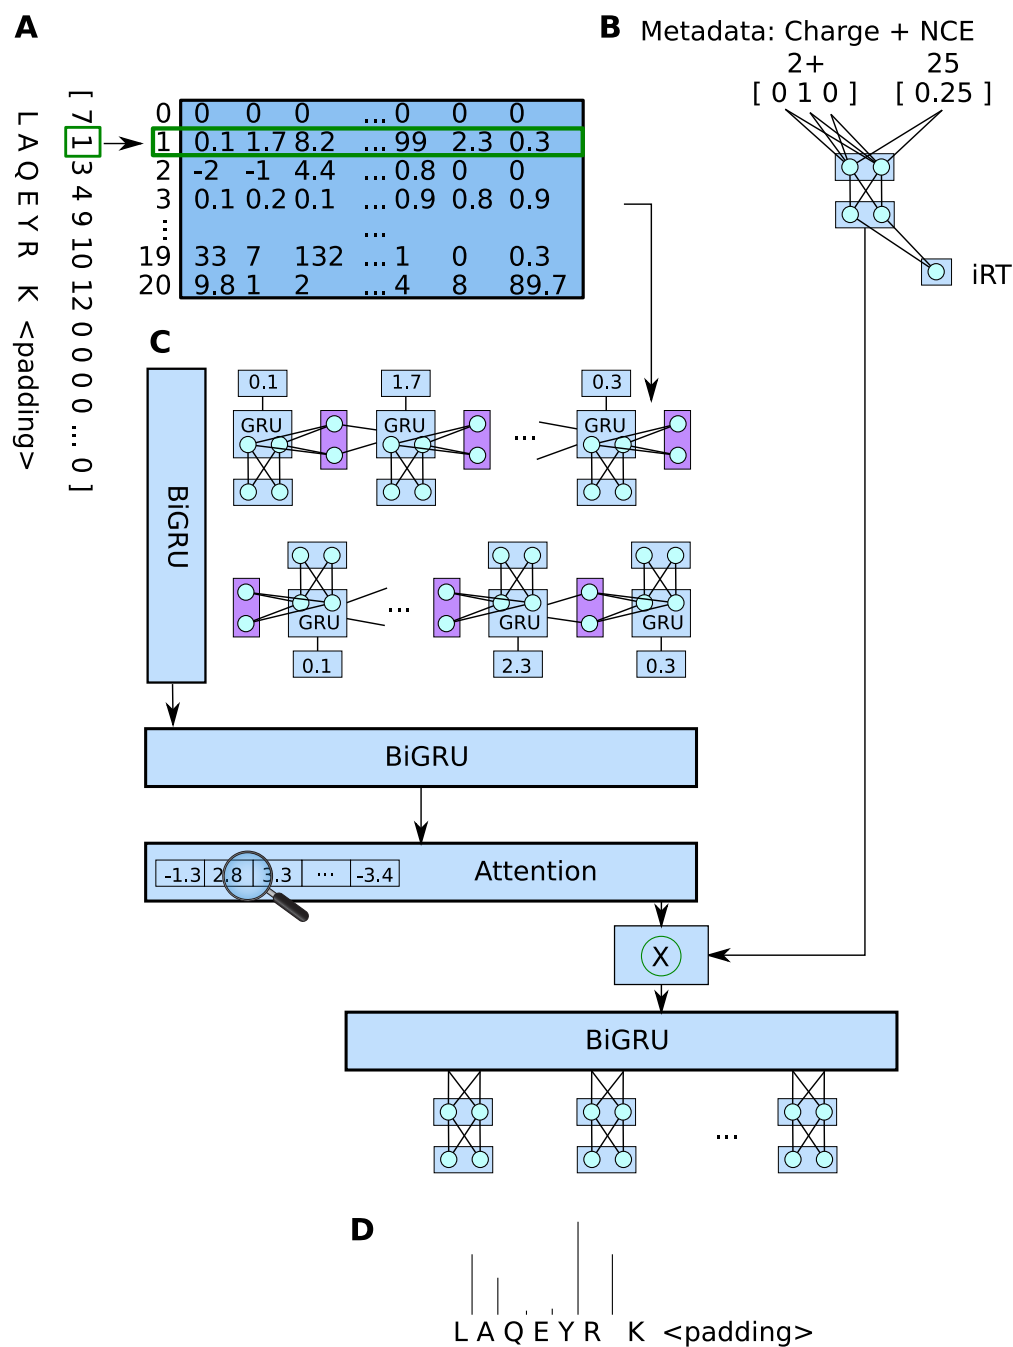 A
B
Metadata: Charge + NCE
2+ 25
[ 0 1 0 ] [ 0.25 ]
iRT
[ 7 1 3 4 9 10 12 0 0 0 0 ... 0 ]
L A Q E Y R K <padding>
0 0 0 0 ... 0 0 0
1 0.1 1.7 8.2 ... 99 2.3 0.3
2 -2 -1 4.4 ... 0.8 0 0
3 0.1 0.2 0.1 ... 0.9 0.8 0.9
... ...
19 33 7 132 ... 1 0 0.3
20 9.8 1 2 ... 4 8 89.7
C
BiGRU
0.1 1.7 0.3
GRU GRU ... GRU
...
GRU GRU GRU
0.1 2.3 0.3
BiGRU
-1.3 2.8 3.3 ... -3.4 Attention
X
BiGRU
...
D
L A Q E Y R K <padding>